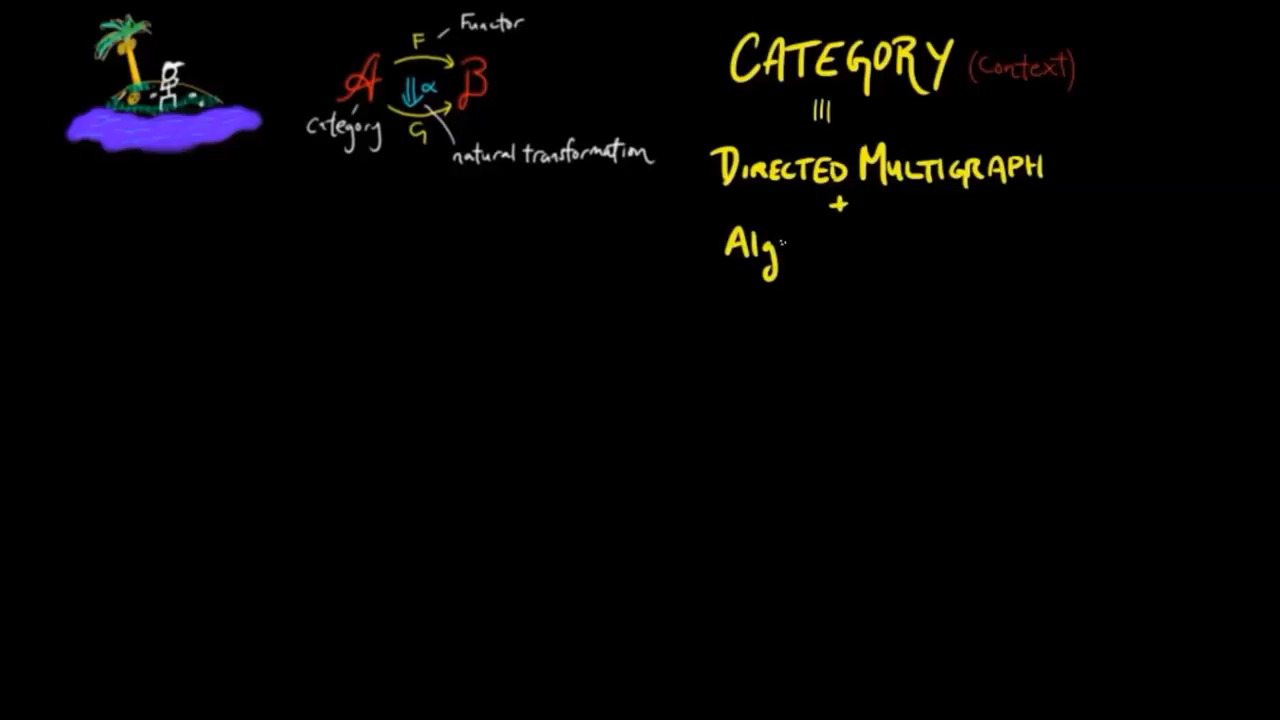 F
Functor
A
⇓α
B
category
G
natural transformation
CATEGORY (Context)
≡
DIRECTED MULTIGRAPH
+
Alg